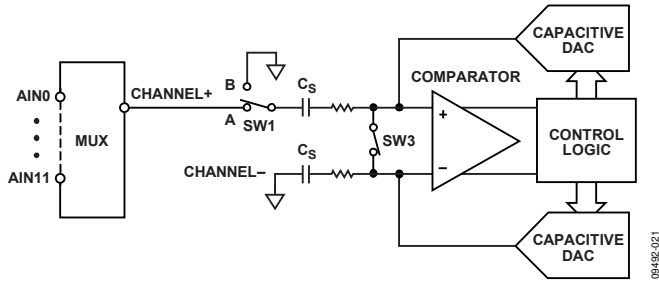 CAPACITIVE
DAC
COMPARATOR
B
CS
AIN0
CHANNEL+
A
SW1
MUX
SW3
+
–
CONTROL
LOGIC
AIN11
CHANNEL–
CS
CAPACITIVE
DAC
09492-021